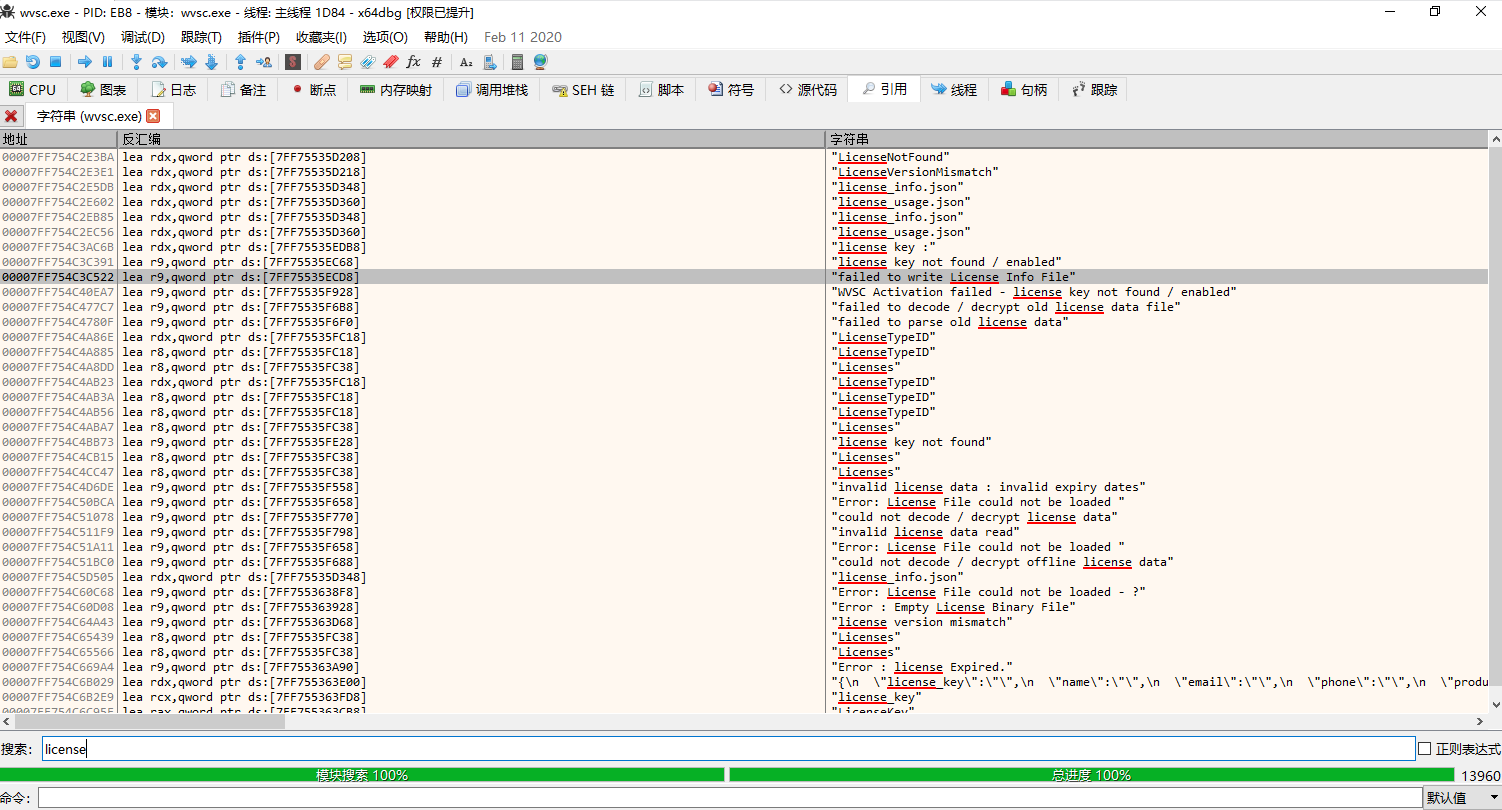 wvsc.exe - PID: EB8 - 模块: wvsc.exe - 线程: 主线程 1D84 - x64dbg [权限已提升]
文件(F) 视图(V) 调试(D) 跟踪(T) 插件(P) 收藏夹(I) 选项(O) 帮助(H) Feb 11 2020
CPU 图表 日志 备注 断点 内存映射 调用堆栈 SEH 链 脚本 符号 源代码 引用 线程 句柄 跟踪
字符串 (wvsc.exe)
地址 反汇编 字符串
00007FF754C2E3BA lea rdx,qword ptr ds:[7FF75535D208] "LicenseNotFound"
00007FF754C2E3E1 lea rdx,qword ptr ds:[7FF75535D218] "LicenseVersionMismatch"
00007FF754C2E5DB lea rdx,qword ptr ds:[7FF75535D348] "license_info.json"
00007FF754C2E602 lea rdx,qword ptr ds:[7FF75535D360] "license_usage.json"
00007FF754C2EB85 lea rdx,qword ptr ds:[7FF75535D348] "license_info.json"
00007FF754C2EC56 lea rdx,qword ptr ds:[7FF75535D360] "license_usage.json"
00007FF754C3AC6B lea rdx,qword ptr ds:[7FF75535EDB8] "license key :"
00007FF754C3C391 lea r9,qword ptr ds:[7FF75535EC68] "license key not found / enabled"
00007FF754C3C522 lea r9,qword ptr ds:[7FF75535ECD8] "failed to write License Info File"
00007FF754C40EA7 lea r9,qword ptr ds:[7FF75535F928] "WVSC Activation failed - license key not found / enabled"
00007FF754C477C7 lea r9,qword ptr ds:[7FF75535F6B8] "failed to decode / decrypt old license data file"
00007FF754C4780F lea r9,qword ptr ds:[7FF75535F6F0] "failed to parse old license data"
00007FF754C4A86E lea rdx,qword ptr ds:[7FF75535FC18] "LicenseTypeID"
00007FF754C4A885 lea r8,qword ptr ds:[7FF75535FC18] "LicenseTypeID"
00007FF754C4A8DD lea r8,qword ptr ds:[7FF75535FC38] "Licenses"
00007FF754C4AB23 lea rdx,qword ptr ds:[7FF75535FC18] "LicenseTypeID"
00007FF754C4AB3A lea r8,qword ptr ds:[7FF75535FC18] "LicenseTypeID"
00007FF754C4AB56 lea r8,qword ptr ds:[7FF75535FC18] "LicenseTypeID"
00007FF754C4ABA7 lea r8,qword ptr ds:[7FF75535FC38] "Licenses"
00007FF754C4BB73 lea r9,qword ptr ds:[7FF75535FE28] "license key not found"
00007FF754C4CB15 lea r8,qword ptr ds:[7FF75535FC38] "Licenses"
00007FF754C4CC47 lea r8,qword ptr ds:[7FF75535FC38] "Licenses"
00007FF754C4D6DE lea r9,qword ptr ds:[7FF75535F558] "invalid license data : invalid expiry dates"
00007FF754C50BCA lea r9,qword ptr ds:[7FF75535F658] "Error: License File could not be loaded "
00007FF754C51078 lea r9,qword ptr ds:[7FF75535F770] "could not decode / decrypt license data"
00007FF754C511F9 lea r9,qword ptr ds:[7FF75535F798] "invalid license data read"
00007FF754C51A11 lea r9,qword ptr ds:[7FF75535F658] "Error: License File could not be loaded "
00007FF754C51BC0 lea r9,qword ptr ds:[7FF75535F688] "could not decode / decrypt offline license data"
00007FF754C5D505 lea rdx,qword ptr ds:[7FF75535D348] "license_info.json"
00007FF754C60C68 lea r9,qword ptr ds:[7FF7553638F8] "Error: License File could not be loaded - ?"
00007FF754C60D08 lea r9,qword ptr ds:[7FF755363928] "Error : Empty License Binary File"
00007FF754C64A43 lea r9,qword ptr ds:[7FF755363D68] "license version mismatch"
00007FF754C65439 lea r8,qword ptr ds:[7FF75535FC38] "Licenses"
00007FF754C65566 lea r8,qword ptr ds:[7FF75535FC38] "Licenses"
00007FF754C669A4 lea r9,qword ptr ds:[7FF755363A90] "Error : license Expired."
00007FF754C6B029 lea rdx,qword ptr ds:[7FF755363E00] "{\n  \"license_key\":\"\",\n  \"name\":\"\",\n  \"email\":\"\",\n  \"phone\":\"\",\n  \"produ
00007FF754C6B2E9 lea rcx,qword ptr ds:[7FF755363FD8] "license_key"
00007FF754C6C95F lea rax,qword ptr ds:[7FF755363CB8] "LicenseKey"
搜索: license 正则表达式
模块搜索 100% 总进度 100% 13960
命令: 默认值